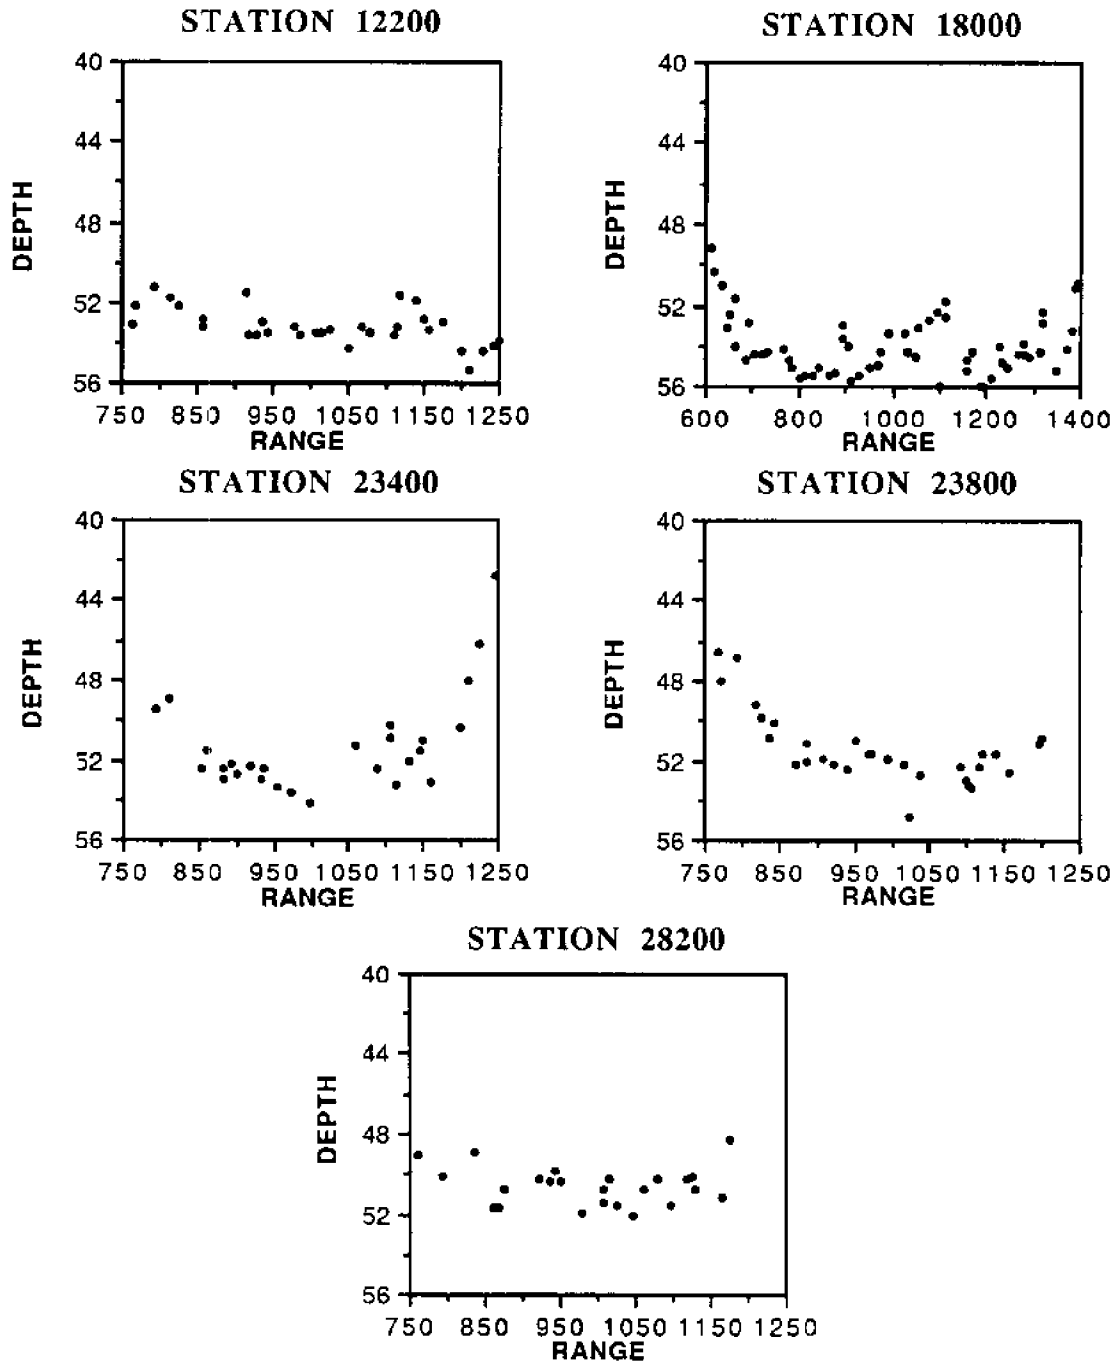 STATION 12200
40
44
48
52
56
DEPTH
750 850 950 1050 1150 1250
RANGE
STATION 18000
40
44
48
52
56
DEPTH
600 800 1000 1200 1400
RANGE
STATION 23400
40
44
48
52
56
DEPTH
750 850 950 1050 1150 1250
RANGE
STATION 23800
40
44
48
52
56
DEPTH
750 850 950 1050 1150 1250
RANGE
STATION 28200
40
44
48
52
56
DEPTH
750 850 950 1050 1150 1250
RANGE